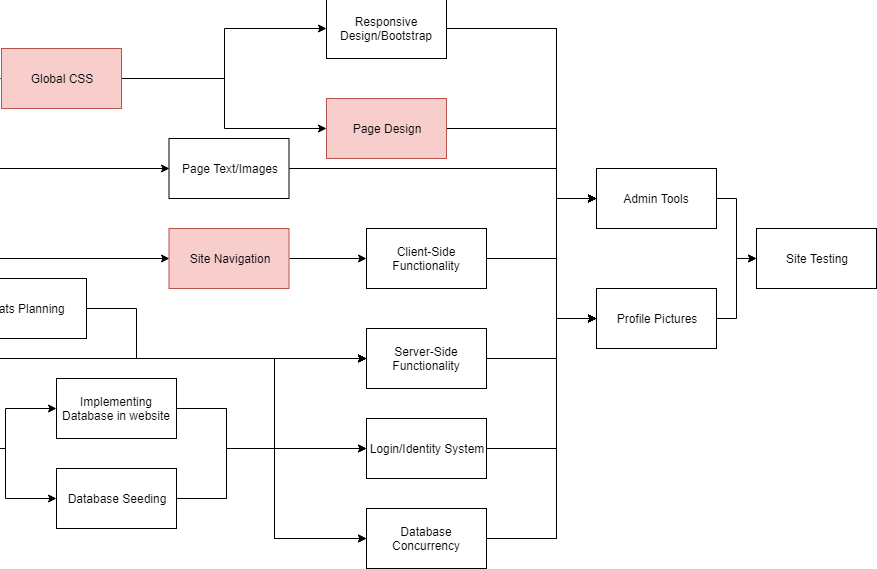 Responsive
Design/Bootstrap
Global CSS
Page Design
Page Text/Images
Admin Tools
Site Navigation
Client-Side
Functionality
Site Testing
Planning
Profile Pictures
Server-Side
Functionality
Implementing
Database in website
Login/Identity System
Database Seeding
Database
Concurrency